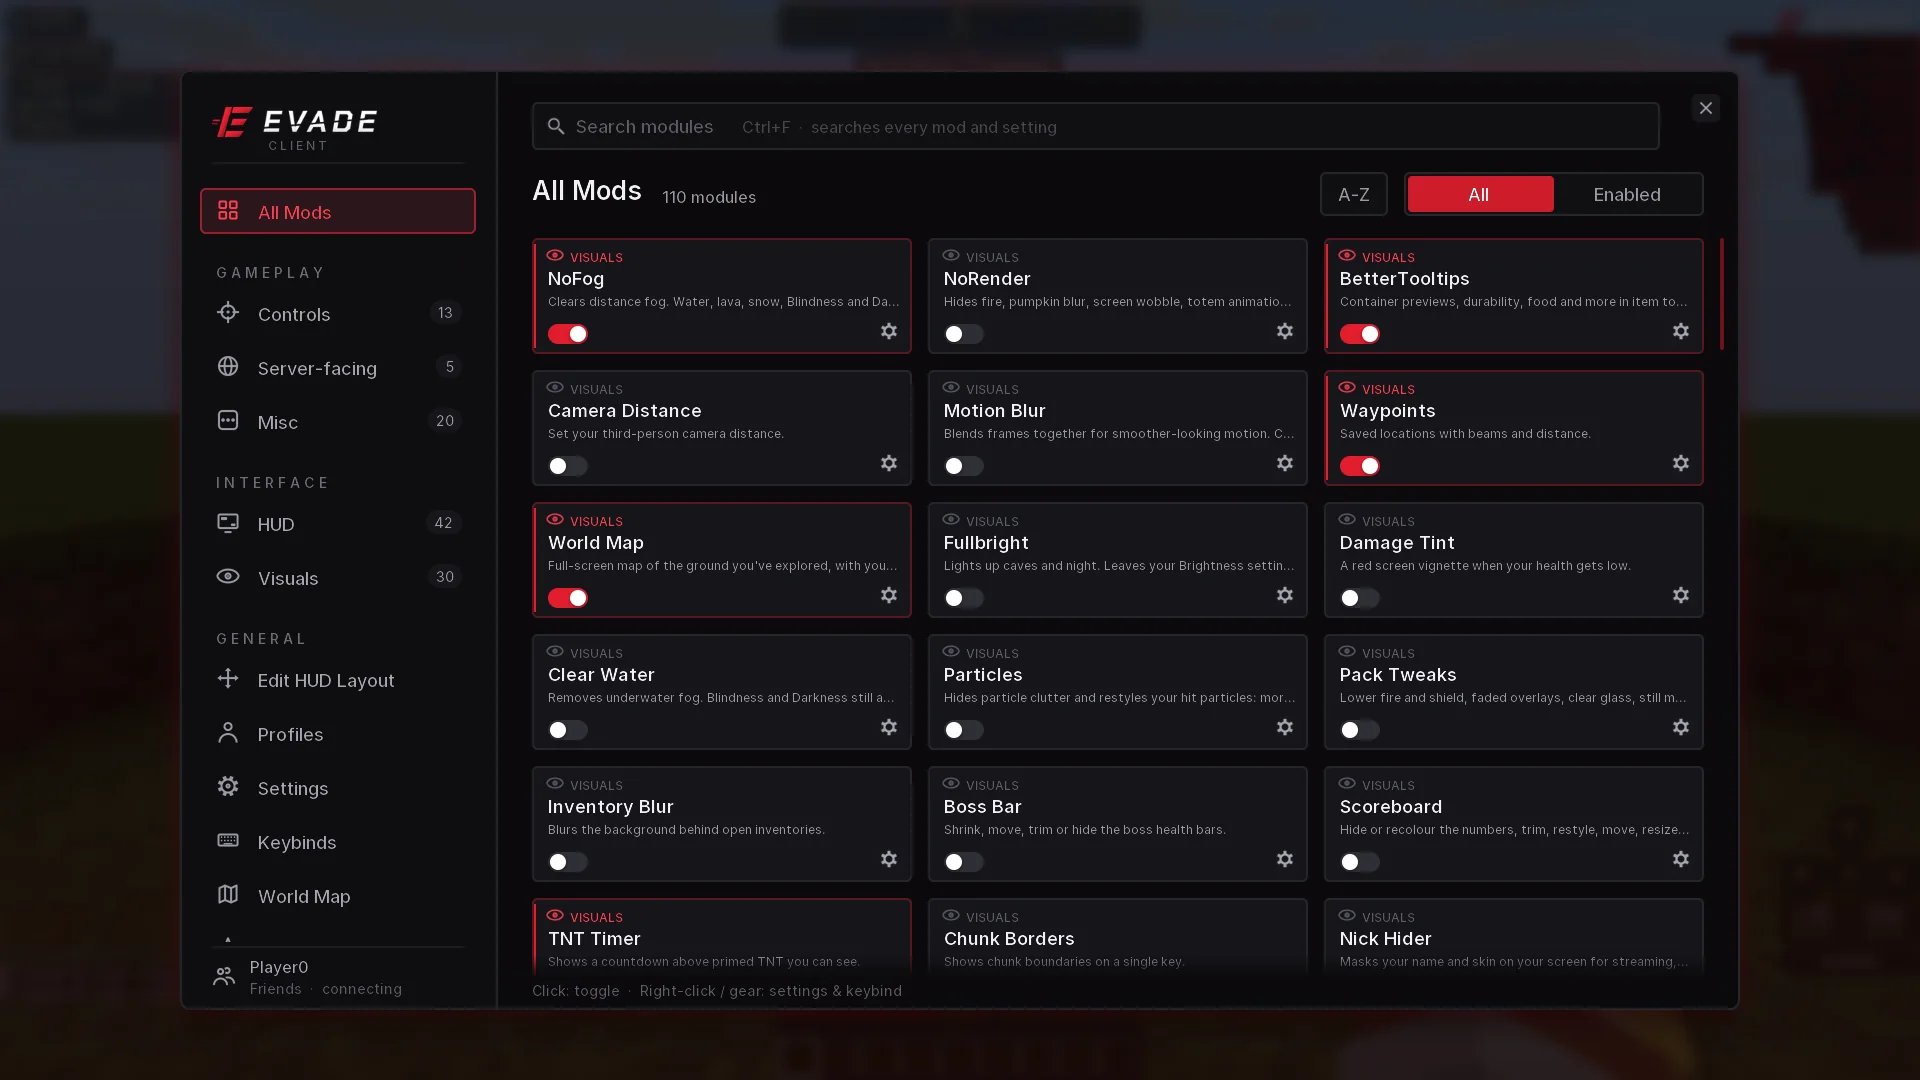 EVADE
CLIENT
Search modules Ctrl+F · searches every mod and setting
All Mods 110 modules
A-Z
All
Enabled
All Mods
GAMEPLAY
Controls 13
Server-facing 5
Misc 20
INTERFACE
HUD 42
Visuals 30
GENERAL
Edit HUD Layout
Profiles
Settings
Keybinds
World Map
Player0
Friends · connecting
VISUALS
NoFog
Clears distance fog. Water, lava, snow, Blindness and Da...
VISUALS
NoRender
Hides fire, pumpkin blur, screen wobble, totem animatio...
VISUALS
BetterTooltips
Container previews, durability, food and more in item to...
VISUALS
Camera Distance
Set your third-person camera distance.
VISUALS
Motion Blur
Blends frames together for smoother-looking motion. C...
VISUALS
Waypoints
Saved locations with beams and distance.
VISUALS
World Map
Full-screen map of the ground you've explored, with you...
VISUALS
Fullbright
Lights up caves and night. Leaves your Brightness settin...
VISUALS
Damage Tint
A red screen vignette when your health gets low.
VISUALS
Clear Water
Removes underwater fog. Blindness and Darkness still a...
VISUALS
Particles
Hides particle clutter and restyles your hit particles: mor...
VISUALS
Pack Tweaks
Lower fire and shield, faded overlays, clear glass, still m...
VISUALS
Inventory Blur
Blurs the background behind open inventories.
VISUALS
Boss Bar
Shrink, move, trim or hide the boss health bars.
VISUALS
Scoreboard
Hide or recolour the numbers, trim, restyle, move, resize...
VISUALS
TNT Timer
Shows a countdown above primed TNT you can see.
VISUALS
Chunk Borders
Shows chunk boundaries on a single key.
VISUALS
Nick Hider
Masks your name and skin on your screen for streaming,...
Click: toggle · Right-click / gear: settings & keybind